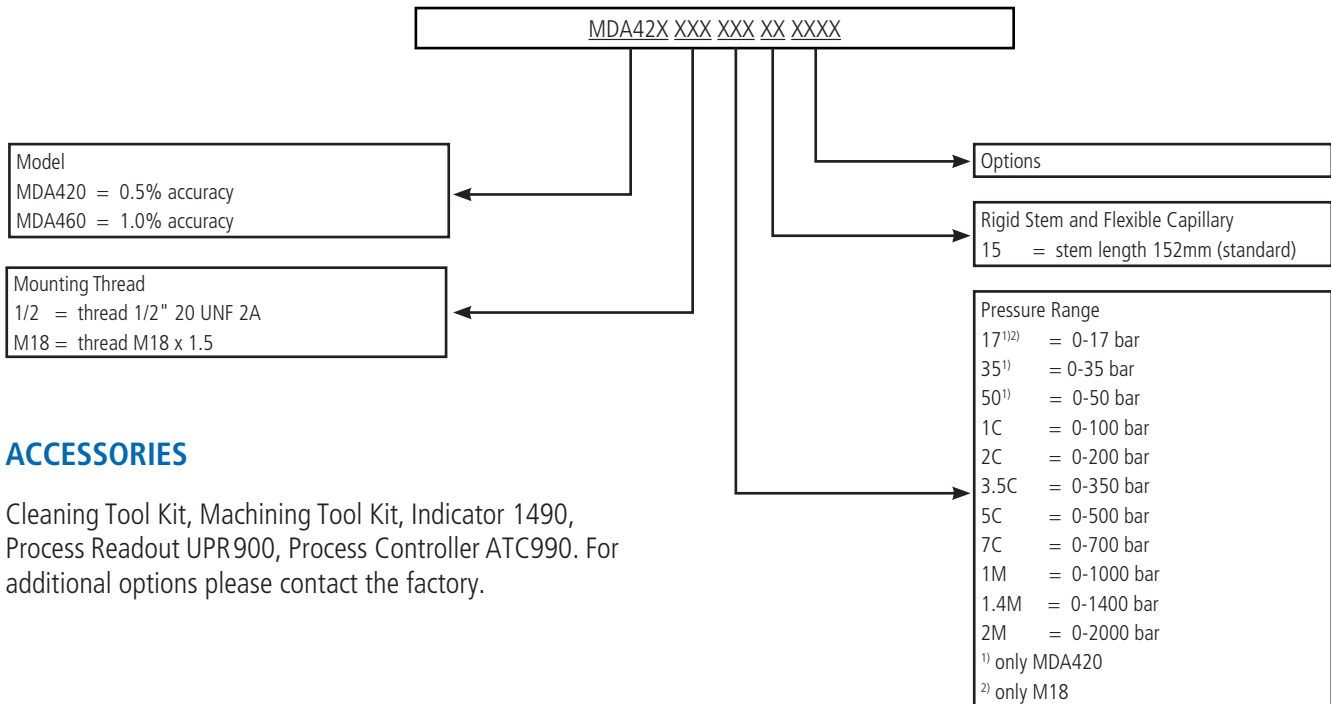 MDA42X XXX XXX XX XXXX
Model
MDA420 = 0.5% accuracy
MDA460 = 1.0% accuracy
Mounting Thread
1/2 = thread 1/2" 20 UNF 2A
M18 = thread M18 x 1.5
Options
Rigid Stem and Flexible Capillary
15 = stem length 152mm (standard)
Pressure Range
17¹⁾²⁾ = 0-17 bar
35¹⁾ = 0-35 bar
50¹⁾ = 0-50 bar
1C = 0-100 bar
2C = 0-200 bar
3.5C = 0-350 bar
5C = 0-500 bar
7C = 0-700 bar
1M = 0-1000 bar
1.4M = 0-1400 bar
2M = 0-2000 bar
¹⁾ only MDA420
²⁾ only M18
ACCESSORIES
Cleaning Tool Kit, Machining Tool Kit, Indicator 1490,
Process Readout UPR900, Process Controller ATC990. For
additional options please contact the factory.